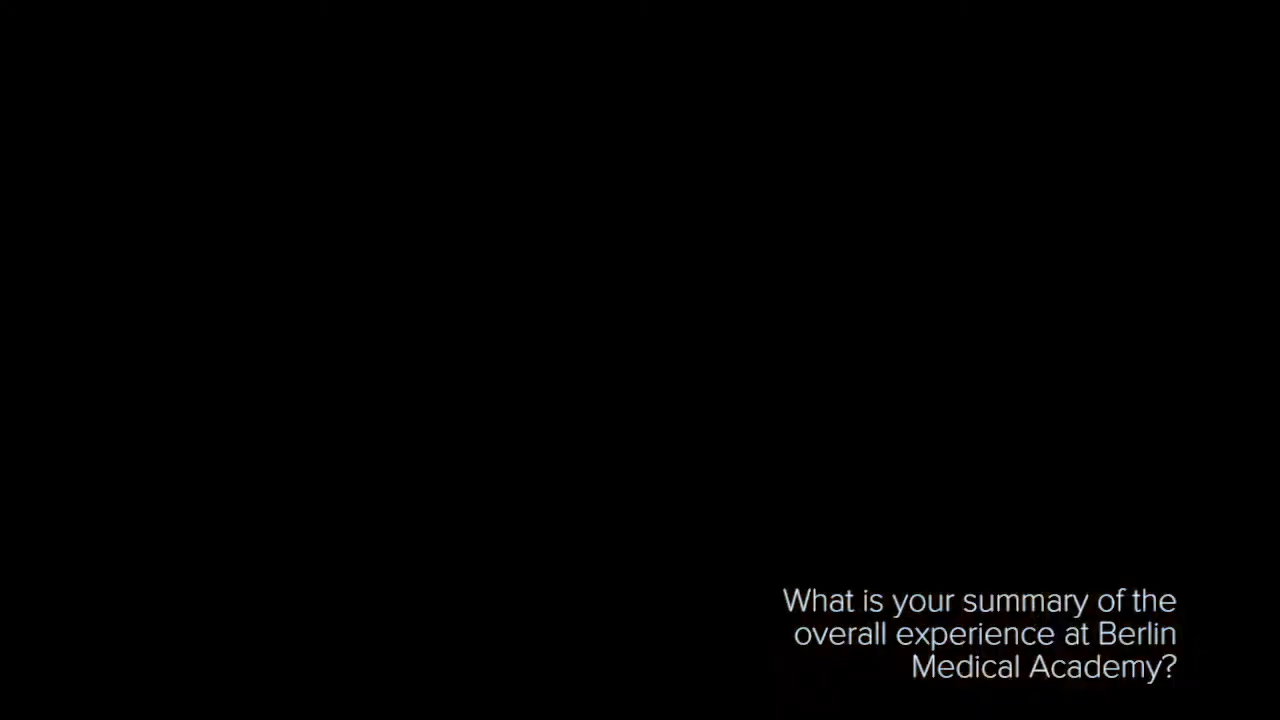 What is your summary of the
overall experience at Berlin
Medical Academy?